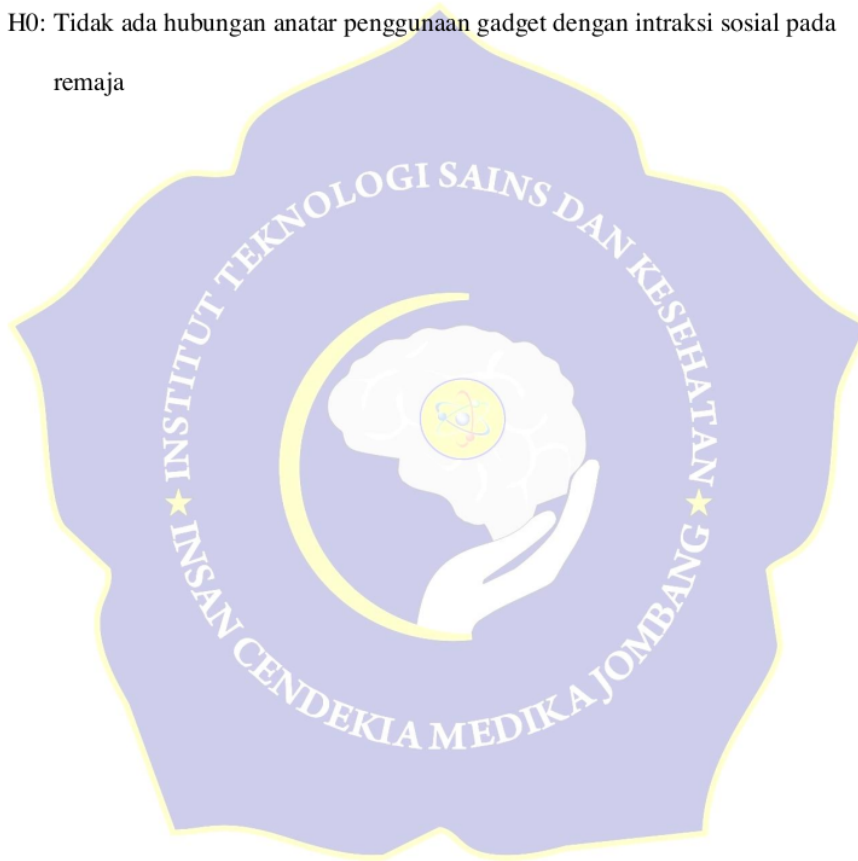 H0: Tidak ada hubungan anatar penggunaan gadget dengan intraksi sosial pada
remaja
INSTITUT TEKNOLOGI SAINS DAN KESEHATAN
INSAN CENDEKIA MEDIKA JOMBANG